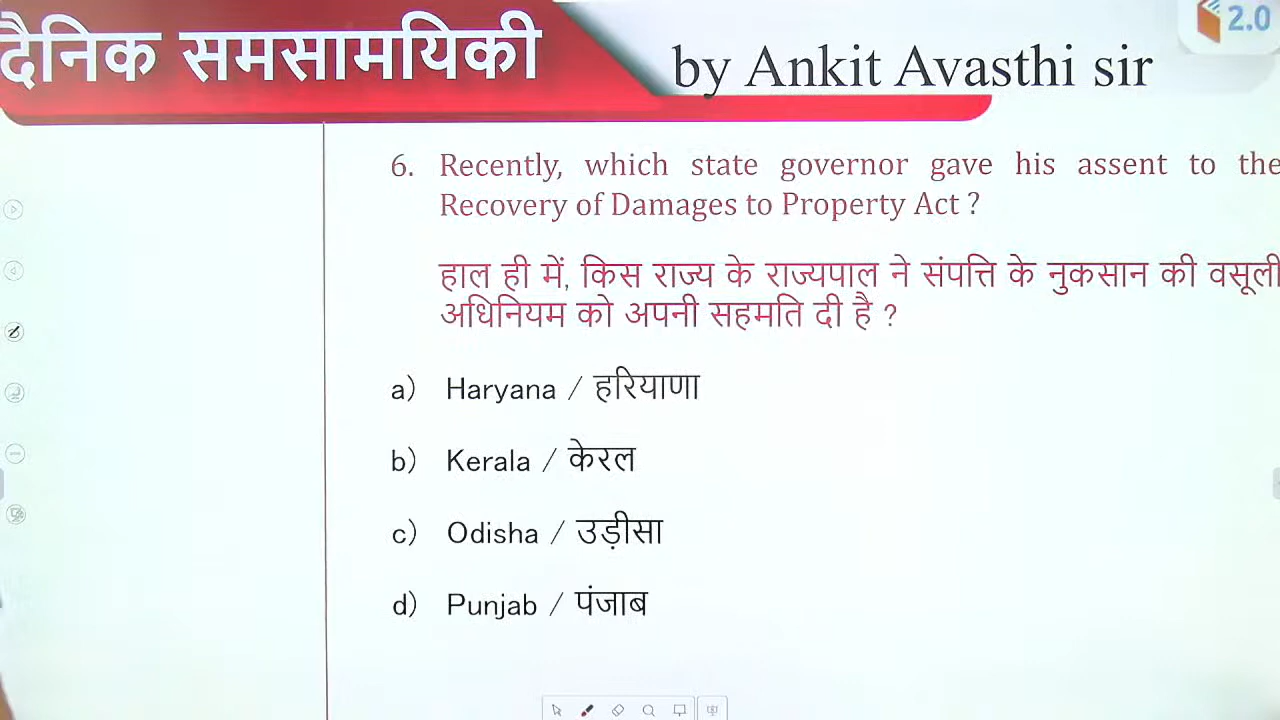 दैनिक समसामयिकी
by Ankit Avasthi sir
2.0
6. Recently, which state governor gave his assent to the
Recovery of Damages to Property Act ?
हाल ही में, किस राज्य के राज्यपाल ने संपत्ति के नुकसान की वसूली
अधिनियम को अपनी सहमति दी है ?
a) Haryana / हरियाणा
b) Kerala / केरल
c) Odisha / उड़ीसा
d) Punjab / पंजाब